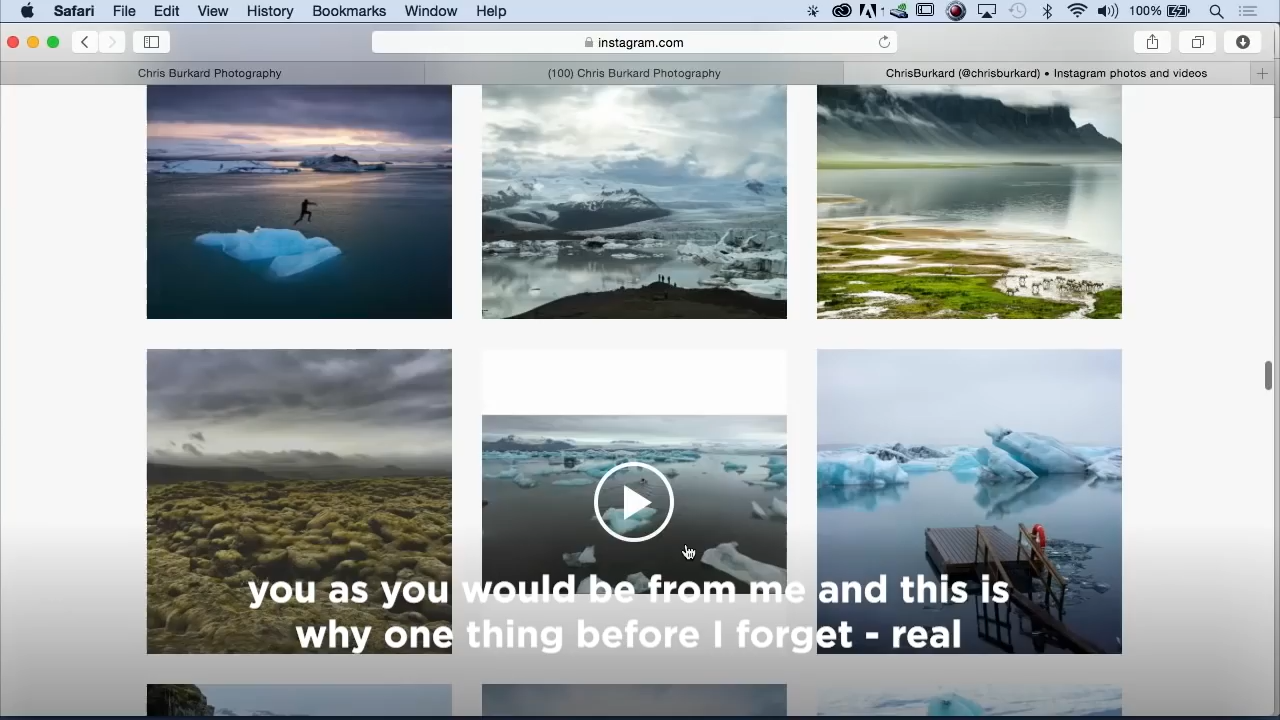 Safari File Edit View History Bookmarks Window Help 100%
instagram.com
Chris Burkard Photography
(100) Chris Burkard Photography
ChrisBurkard (@chrisburkard) • Instagram photos and videos
you as you would be from me and this is
why one thing before I forget - real